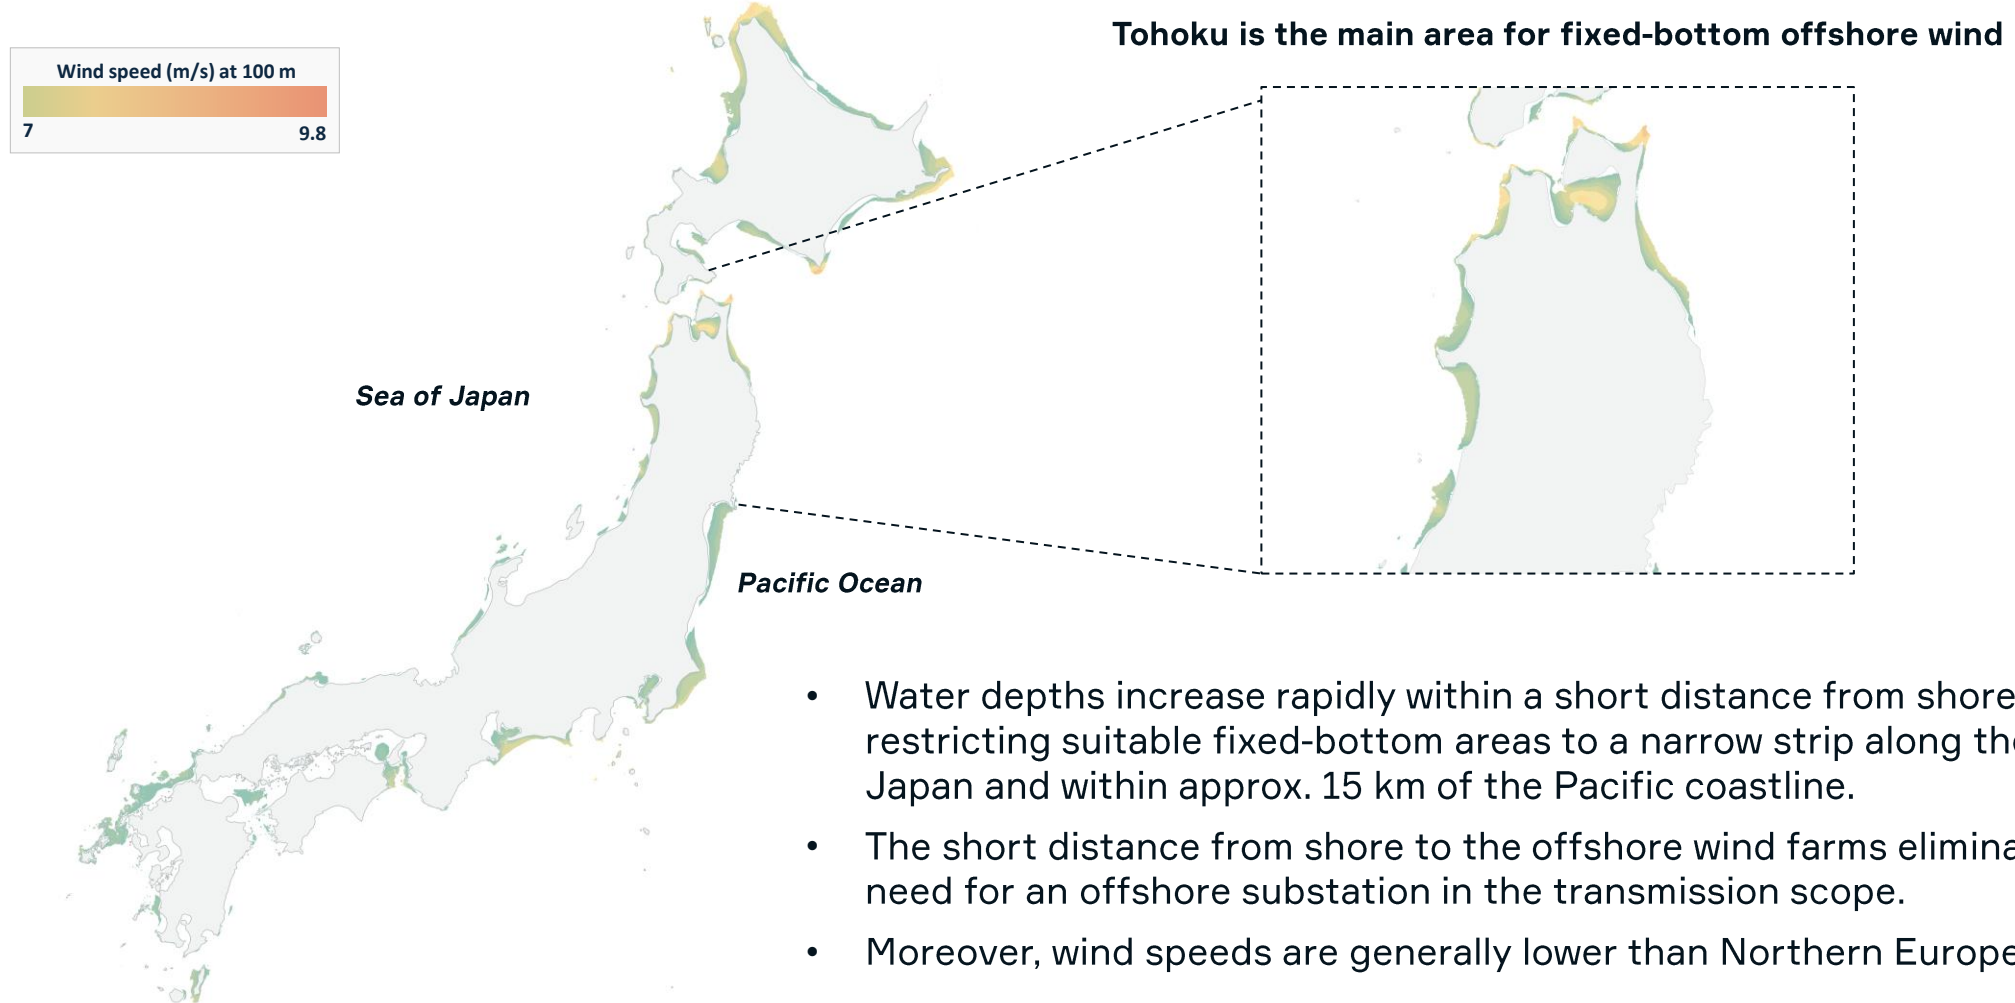 Tohoku is the main area for fixed-bottom offshore wind
Wind speed (m/s) at 100 m
7
9.8
Sea of Japan
Pacific Ocean
• Water depths increase rapidly within a short distance from shore
restricting suitable fixed-bottom areas to a narrow strip along the
Japan and within approx. 15 km of the Pacific coastline.
• The short distance from shore to the offshore wind farms
need for an offshore substation in the transmission scope.
• Moreover, wind speeds are generally lower than Northern Europe